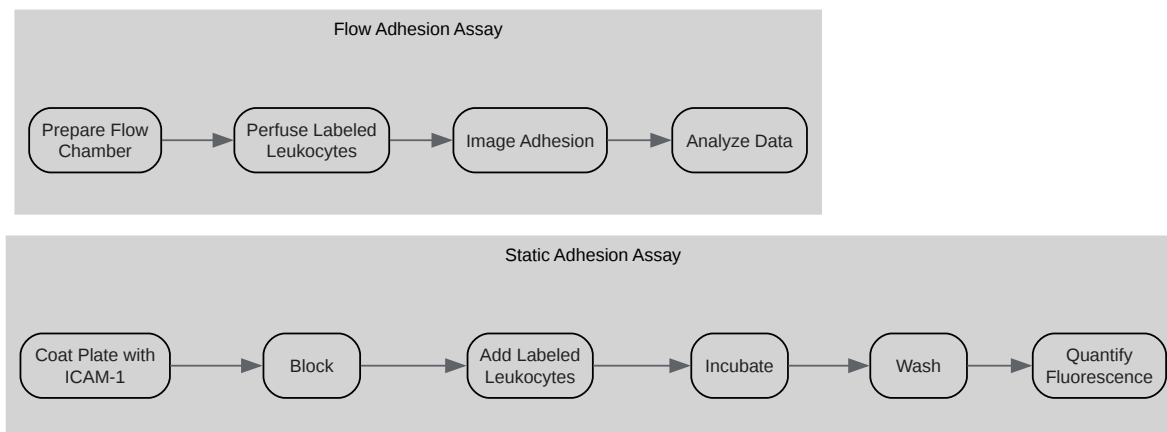 Flow Adhesion Assay
Prepare Flow
Chamber
Perfuse Labeled
Leukocytes
Image Adhesion
Analyze Data
Static Adhesion Assay
Coat Plate with
ICAM-1
Block
Add Labeled
Leukocytes
Incubate
Wash
Quantify
Fluorescence